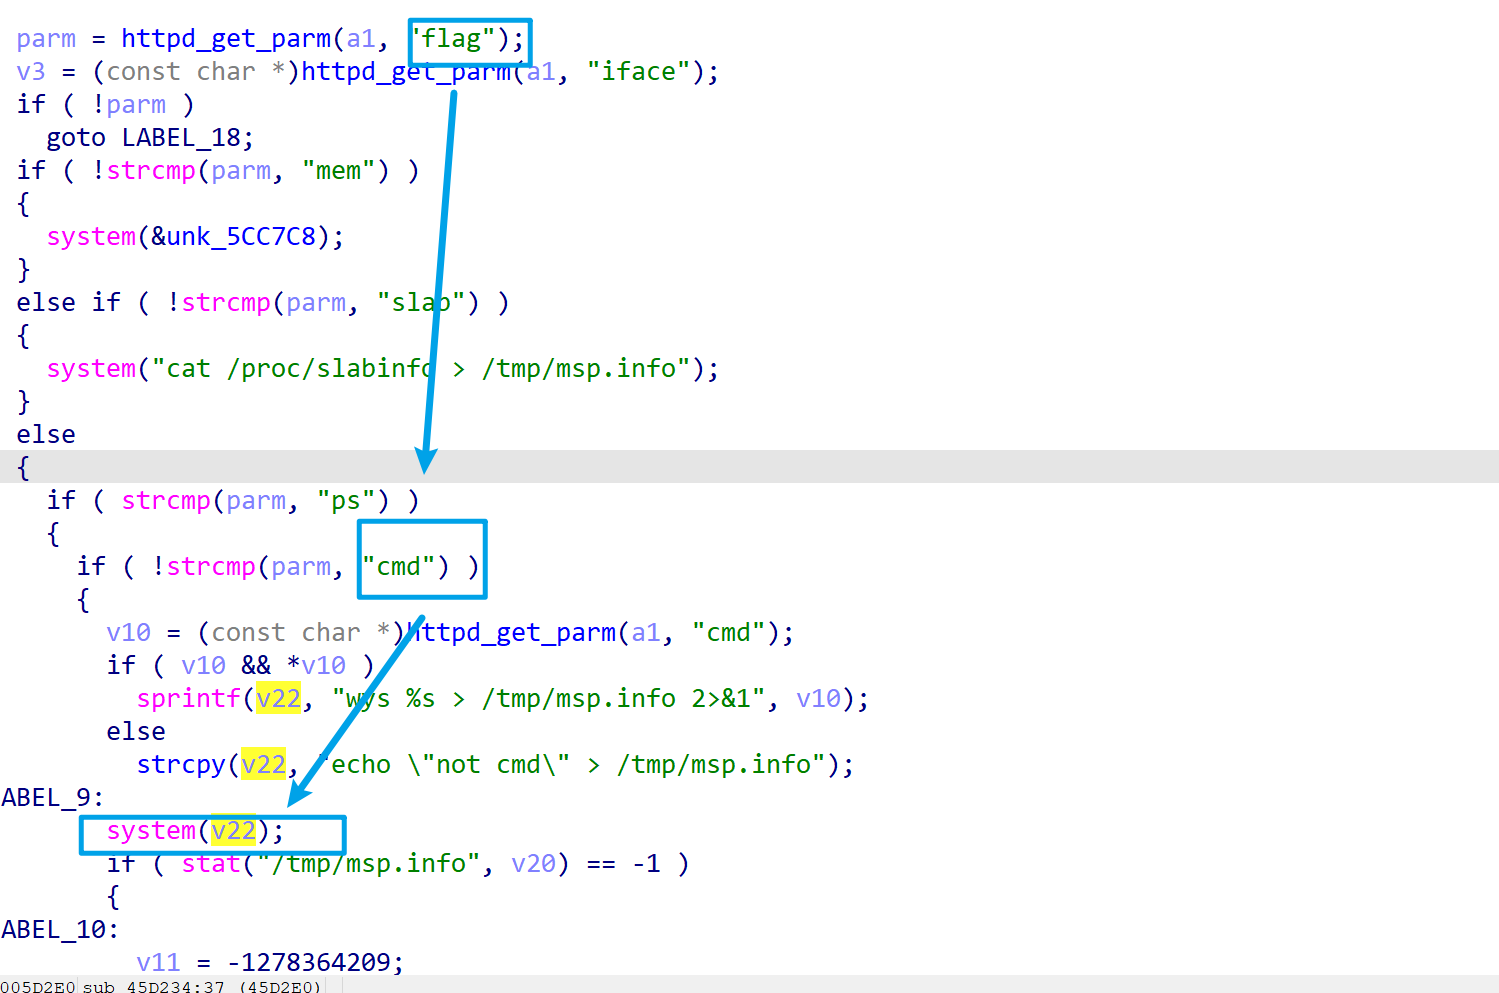 parm = httpd_get_parm(a1, "flag");
v3 = (const char *)httpd_get_parm(a1, "iface");
if ( !parm )
goto LABEL_18;
if ( !strcmp(parm, "mem") )
{
system(&unk_5CC7C8);
}
else if ( !strcmp(parm, "slab") )
{
system("cat /proc/slabinfo > /tmp/msp.info");
}
else
{
if ( strcmp(parm, "ps") )
{
if ( !strcmp(parm, "cmd") )
{
v10 = (const char *)httpd_get_parm(a1, "cmd");
if ( v10 && *v10 )
sprintf(v22, "wys %s > /tmp/msp.info 2>&1", v10);
else
strcpy(v22, "echo \"not cmd\" > /tmp/msp.info");
ABEL_9:
system(v22);
if ( stat("/tmp/msp.info", v20) == -1 )
{
ABEL_10:
v11 = -1278364209;
005D2E0 sub_45D234:37 (45D2E0)